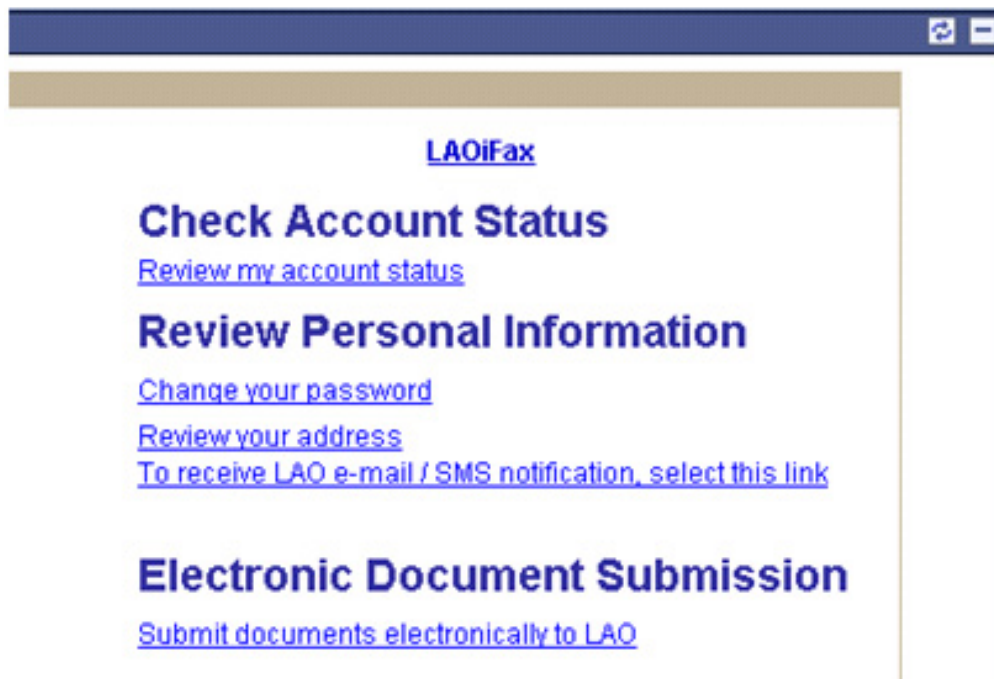 LAOiFax
Check Account Status
Review my account status
Review Personal Information
Change your password
Review your address
To receive LAO e-mail / SMS notification, select this link
Electronic Document Submission
Submit documents electronically to LAO